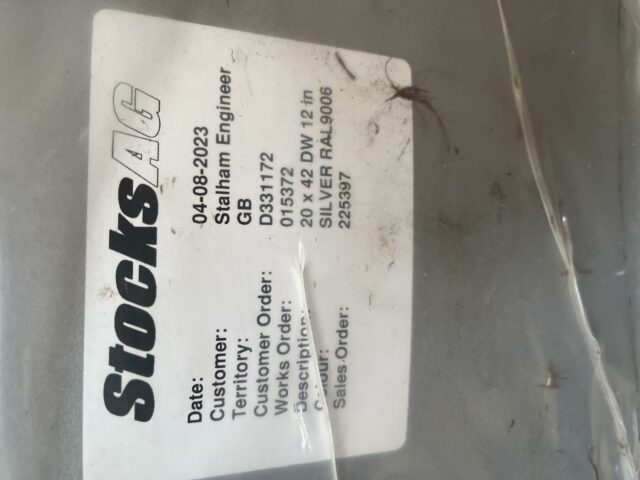 StocksAG
Date: 04-08-2023
Customer: Stalham Engineer
Territory: GB
Customer Order: D331172
Works Order: 015372
Description: 20 x 42 DW 12 in
Colour: SILVER RAL9006
Sales Order: 225397